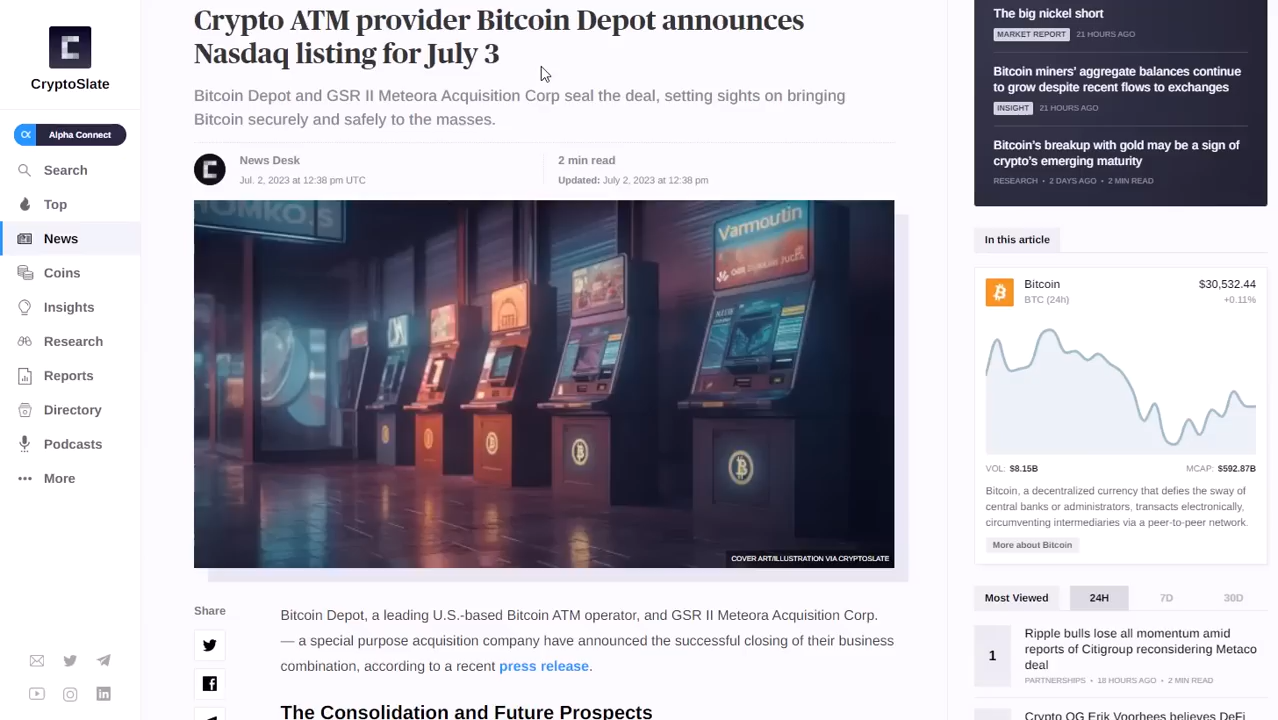 CryptoSlate
Alpha Connect
Search
Top
News
Coins
Insights
Research
Reports
Directory
Podcasts
More
Crypto ATM provider Bitcoin Depot announces
Nasdaq listing for July 3
Bitcoin Depot and GSR II Meteora Acquisition Corp seal the deal, setting sights on bringing
Bitcoin securely and safely to the masses.
News Desk
Jul. 2, 2023 at 12:38 pm UTC
2 min read
Updated: July 2, 2023 at 12:38 pm
HOMKO.S
Varmoutin
COVER ART/ILLUSTRATION VIA CRYPTOSLATE
Share
Bitcoin Depot, a leading U.S.-based Bitcoin ATM operator, and GSR II Meteora Acquisition Corp.
— a special purpose acquisition company have announced the successful closing of their business
combination, according to a recent press release.
The Consolidation and Future Prospects
The big nickel short
MARKET REPORT 21 HOURS AGO
Bitcoin miners' aggregate balances continue
to grow despite recent flows to exchanges
INSIGHT 21 HOURS AGO
Bitcoin's breakup with gold may be a sign of
crypto's emerging maturity
RESEARCH • 2 DAYS AGO • 2 MIN READ
In this article
Bitcoin $30,532.44
BTC (24h) +0.11%
VOL: $8.15B MCAP: $592.87B
Bitcoin, a decentralized currency that defies the sway of
central banks or administrators, transacts electronically,
circumventing intermediaries via a peer-to-peer network.
More about Bitcoin
Most Viewed 24H 7D 30D
1
Ripple bulls lose all momentum amid
reports of Citigroup reconsidering Metaco
deal
PARTNERSHIPS • 18 HOURS AGO • 2 MIN READ
Crypto OG Erik Voorhees believes DeFi